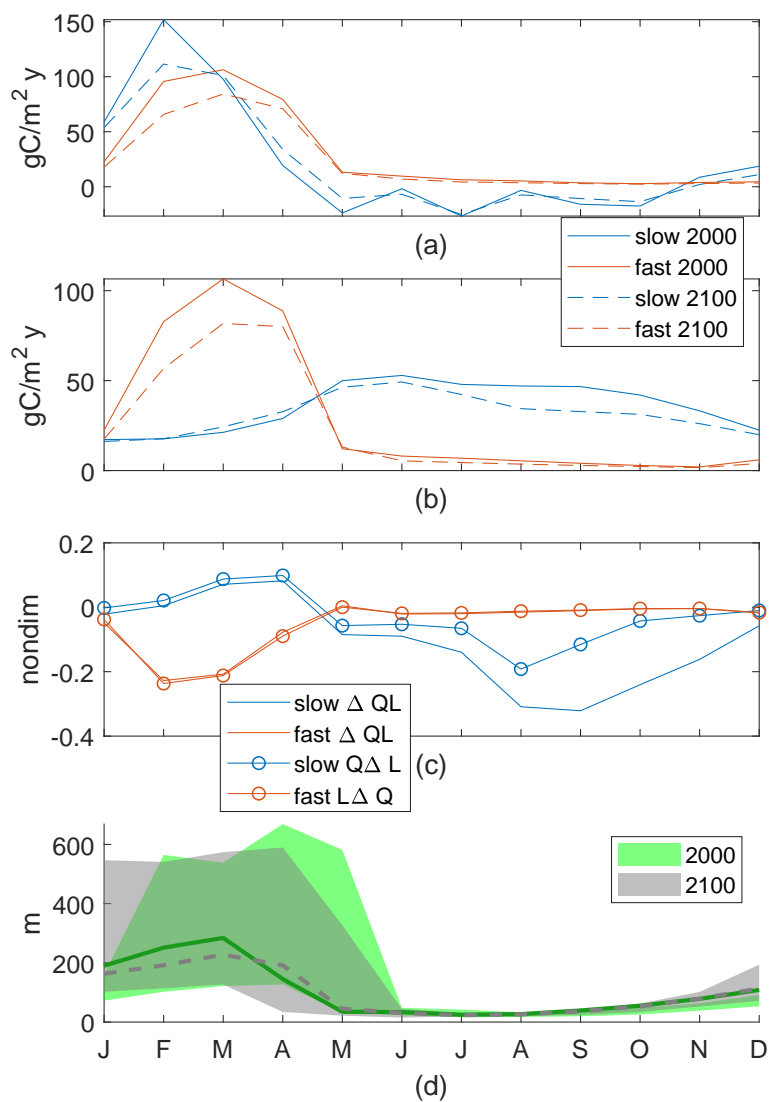 150
100
50
0
gC/m² y
(a)
slow 2000
fast 2000
slow 2100
fast 2100
100
50
0
gC/m² y
(b)
0.2
0
-0.2
-0.4
nondim
(c)
slow Δ QL
fast Δ QL
slow QΔ L
fast LΔ Q
600
400
200
0
m
2000
2100
J F M A M J J A S O N D
(d)